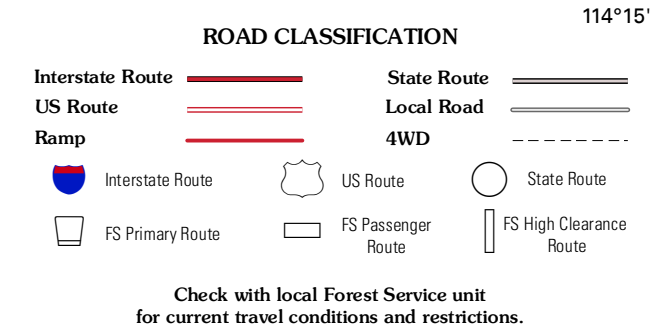 114°15'
ROAD CLASSIFICATION
Interstate Route
State Route
US Route
Local Road
Ramp
4WD
Interstate Route
US Route
State Route
FS Primary Route
FS Passenger
Route
FS High Clearance
Route
Check with local Forest Service unit
for current travel conditions and restrictions.